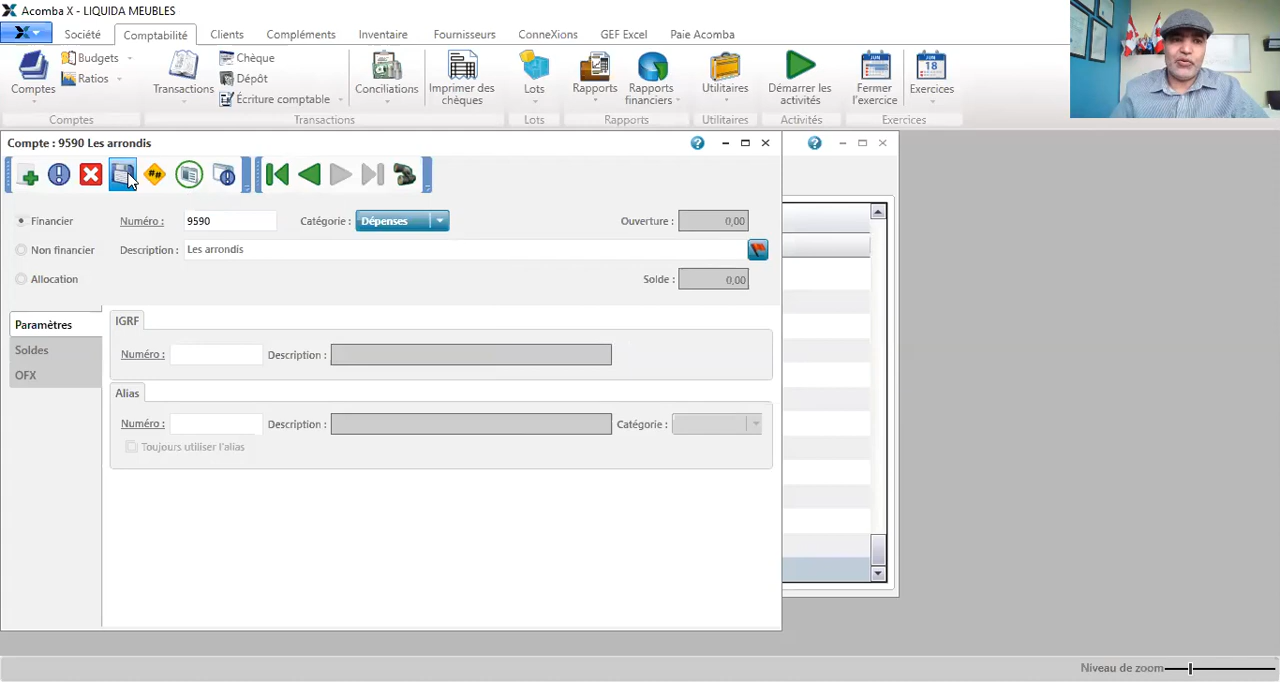 Acomba X - LIQUIDA MEUBLES
Société Comptabilité Clients Compléments Inventaire Fournisseurs ConneXions GEF Excel Paie Acomba
Comptes
Budgets
Ratios
Transactions
Chèque
Dépôt
Écriture comptable
Conciliations
Imprimer des
chèques
Lots
Rapports
Rapports
financiers
Utilitaires
Démarrer les
activités
Fermer
l'exercice
JUN
18
Exercices
Comptes Transactions Lots Rapports Utilitaires Activités Exercices
Compte : 9590 Les arrondis
Financier Numéro : 9590 Catégorie : Dépenses Ouverture : 0,00
Non financier Description : Les arrondis
Allocation Solde : 0,00
Paramètres
Soldes
OFX
IGRF
Numéro : Description :
Alias
Numéro : Description : Catégorie :
Toujours utiliser l'alias
Niveau de zoom